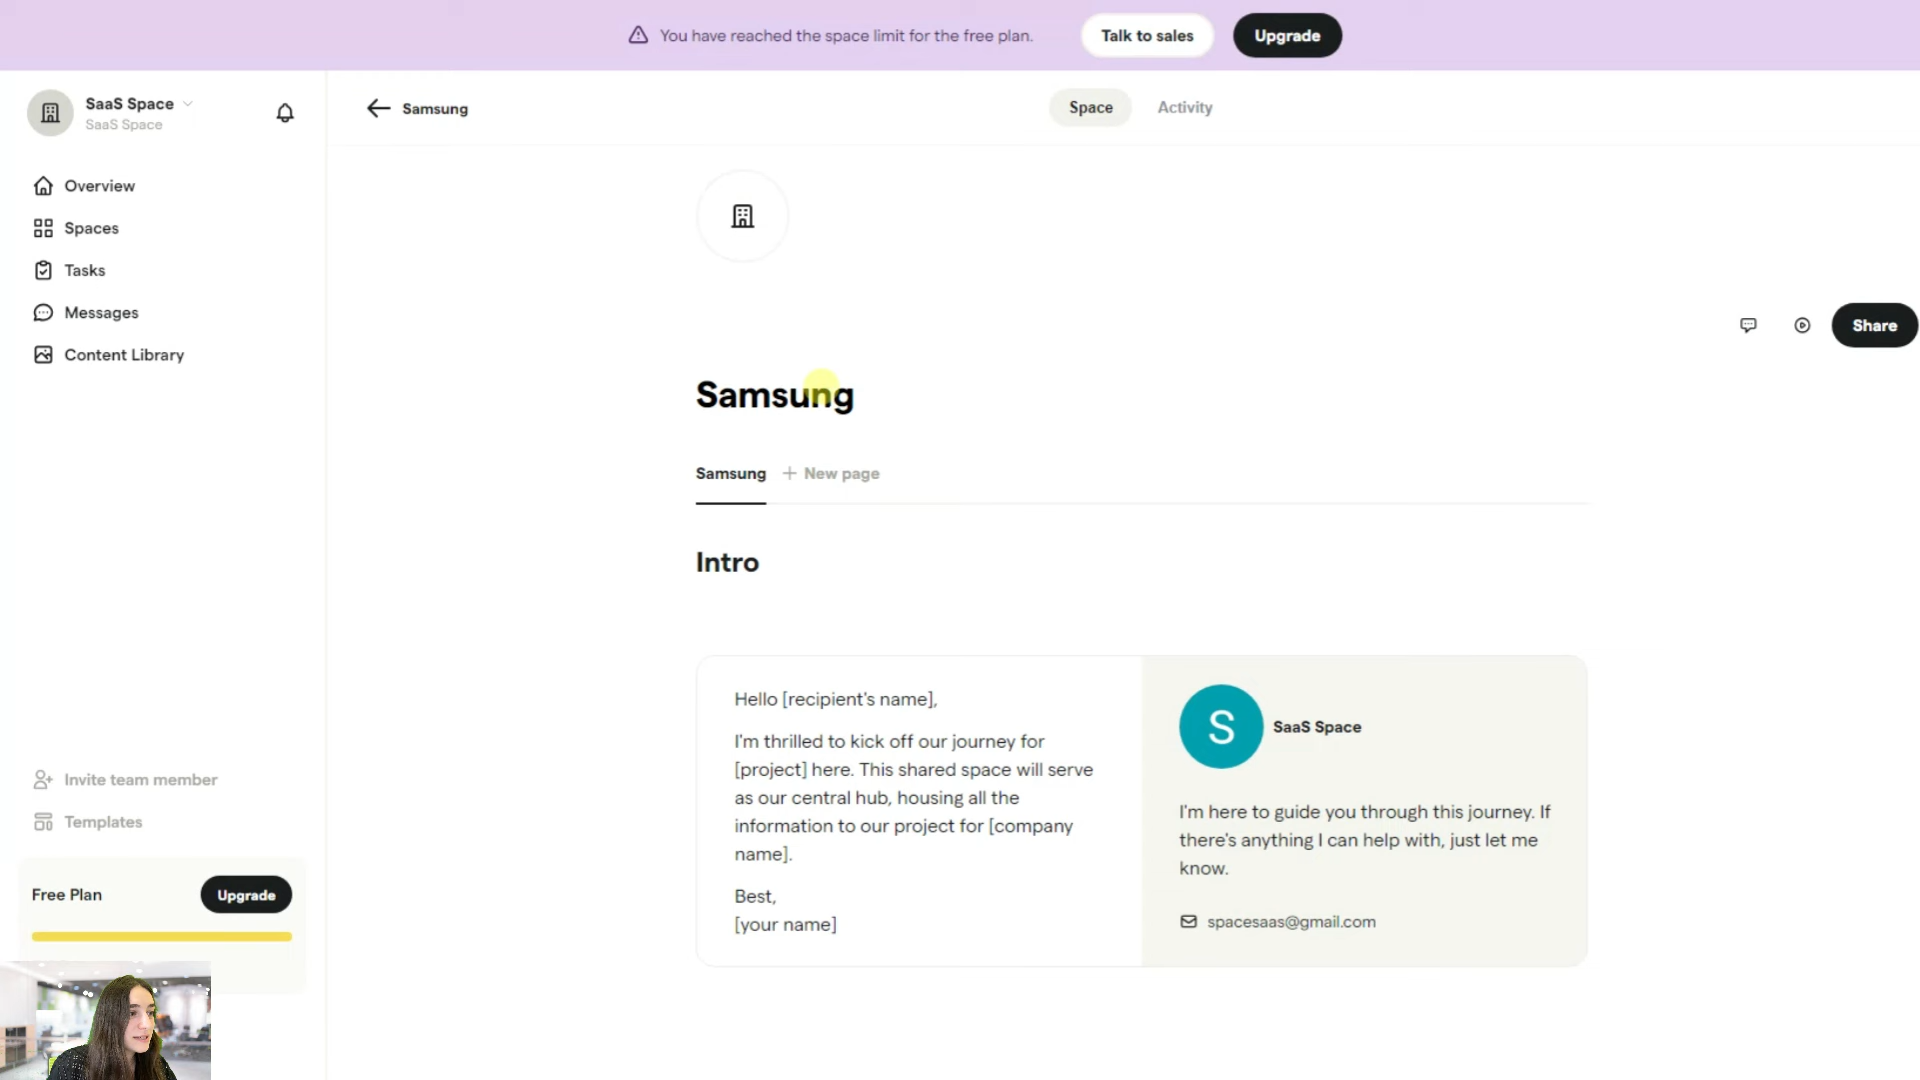 You have reached the space limit for the free plan.
Talk to sales
Upgrade
SaaS Space
SaaS Space
Samsung
Space
Activity
Overview
Spaces
Tasks
Messages
Content Library
Share
Samsung
Samsung
+ New page
Intro
Hello [recipient's name],
I'm thrilled to kick off our journey for
[project] here. This shared space will serve
as our central hub, housing all the
information to our project for [company
name].
Best,
[your name]
S
SaaS Space
I'm here to guide you through this journey. If
there's anything I can help with, just let me
know.
spacesaas@gmail.com
Invite team member
Templates
Free Plan
Upgrade